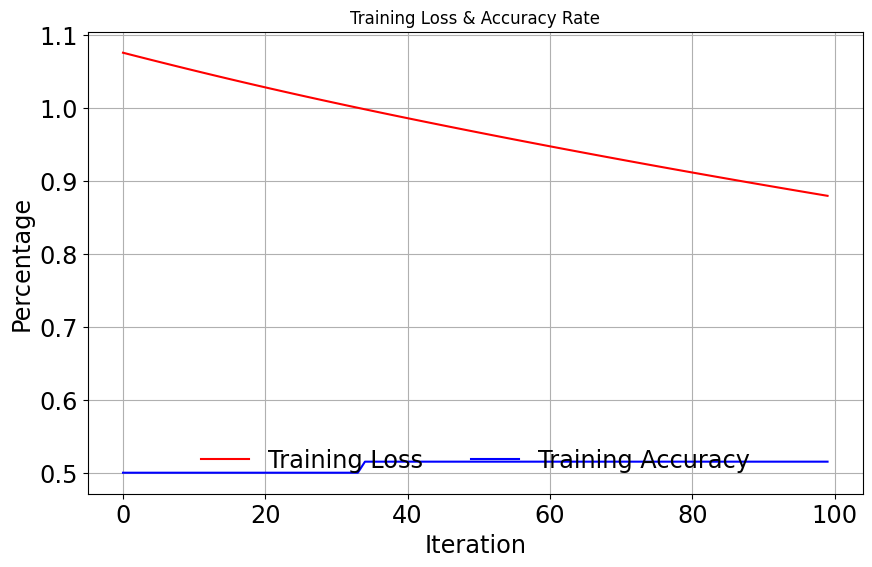 Training Loss & Accuracy Rate
1.1
1.0
0.9
0.8
0.7
0.6
0.5
Percentage
Training Loss Training Accuracy
0 20 40 60 80 100
Iteration